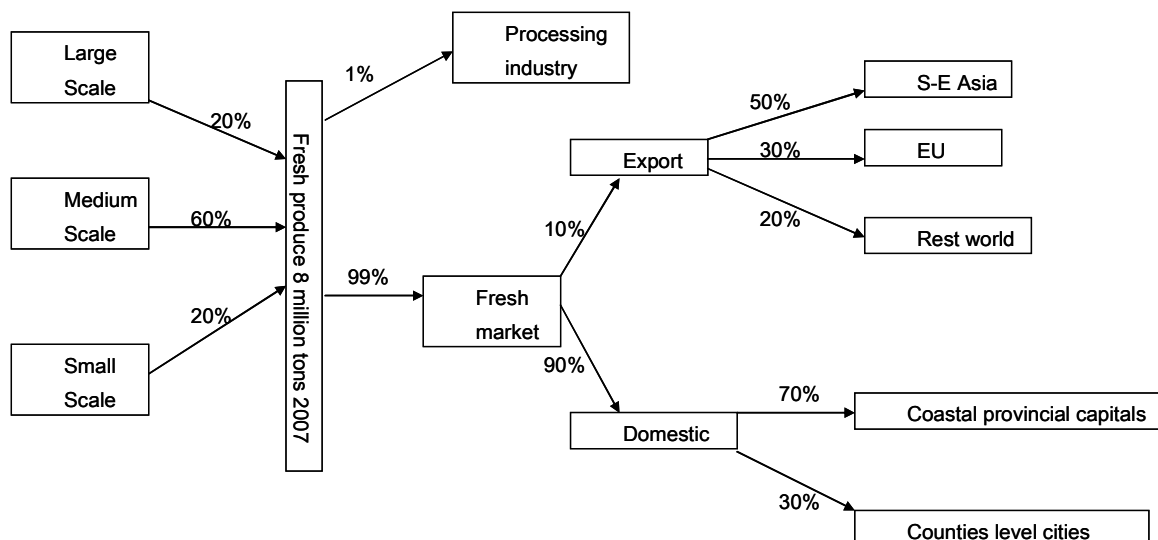 Large
Scale
20%
Medium
Scale
60%
Small
Scale
20%
Fresh produce 8 million tons 2007
1%
Processing
industry
99%
Fresh
market
10%
Export
50%
S-E Asia
30%
EU
20%
Rest world
90%
Domestic
70%
Coastal provincial capitals
30%
Counties level cities